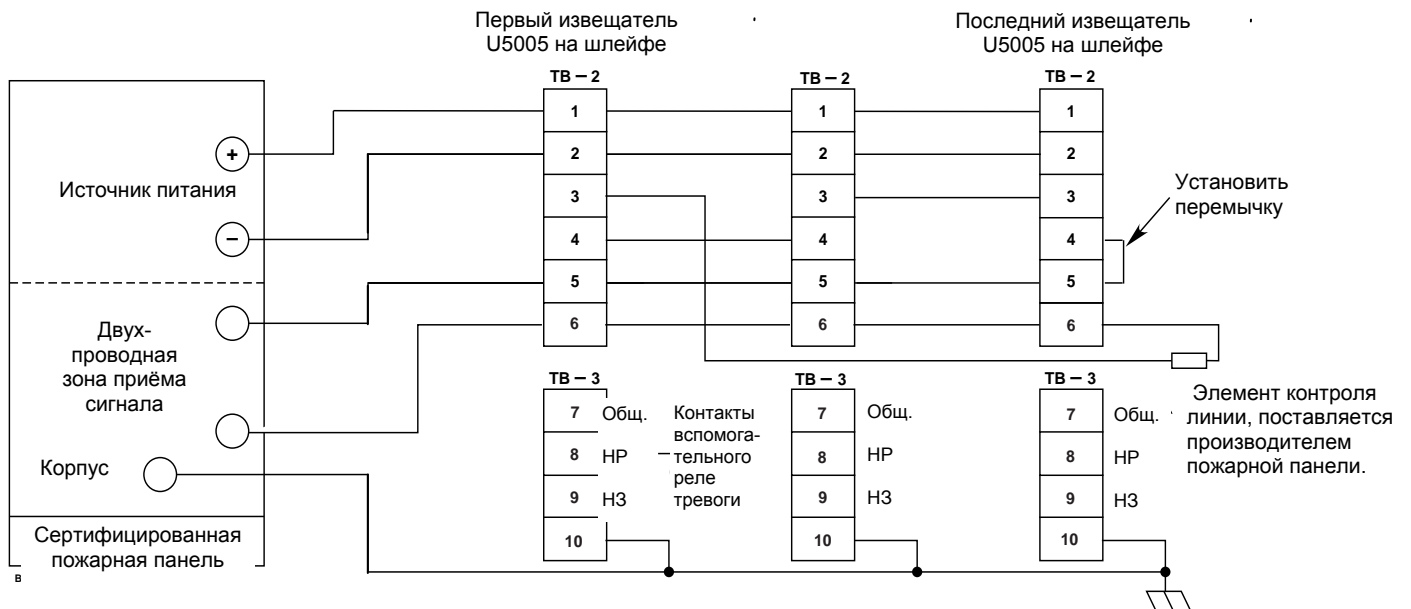 Первый извещатель
U5005 на шлейфе
Последний извещатель
U5005 на шлейфе
ТВ – 2
ТВ – 2
ТВ – 2
1
1
1
+
2
2
2
Источник питания
3
3
3
Установить
перемычку
–
4
4
4
5
5
5
6
6
6
Двух-
проводная
зона приёма
сигнала
ТВ – 3
ТВ – 3
ТВ – 3
7 Общ.
8 НР
9 НЗ
10
Контакты
вспомога-
тельного
реле
тревоги
7 Общ.
8 НР
9 НЗ
10
7 Общ.
8 НР
9 НЗ
10
Элемент контроля
линии, поставляется
производителем
пожарной панели.
Корпус
Сертифицированная
пожарная панель
В